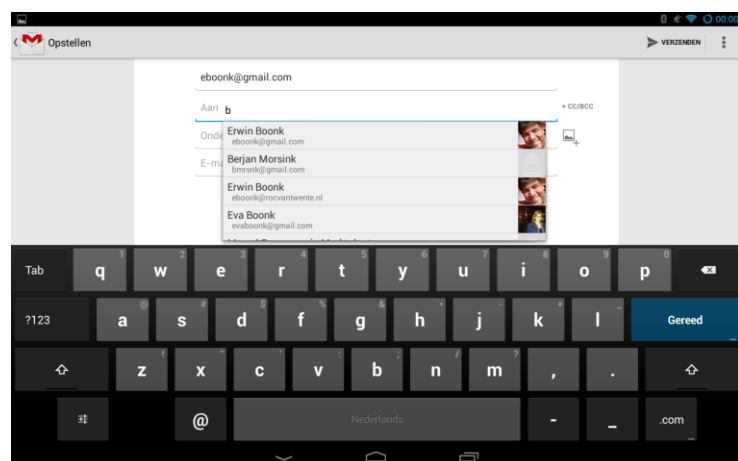 00:00
Opstellen
VERZENDEN
eboonk@gmail.com
Aan b
+ CC/BCC
Onde
Erwin Boonk
eboonk@gmail.com
E-ma
Berjan Morsink
bmrsnk@gmail.com
Erwin Boonk
eboonk@rocvantwente.nl
Eva Boonk
evaboonk@gmail.com
1 2 3 4 5 6 7 8 9 0
Tab q w e r t y u i o p
@ # $ % & * - + _
?123 a s d f g h j k l Gereed
! " ' : ; / ?
z x c v b n m , .
@ Nederlands - _ .com